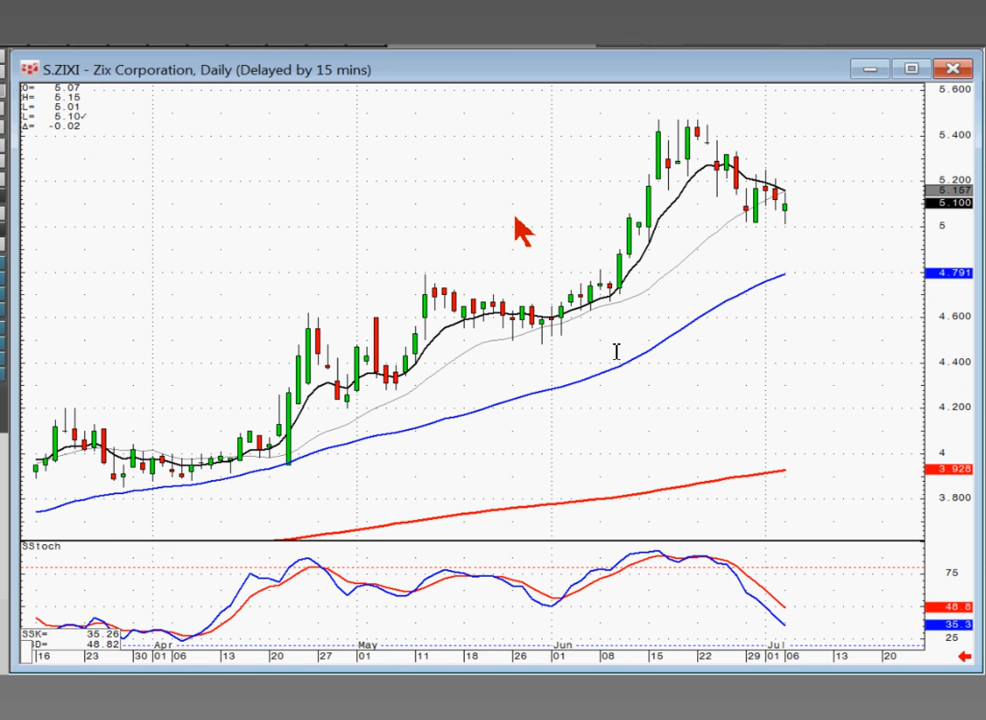 S.ZIXI - Zix Corporation, Daily (Delayed by 15 mins)
O= 5.07
H= 5.15
L= 5.01
L= 5.10✓
Δ= -0.02
5.600
5.400
5.200
5.157
5.100
5
4.791
4.600
4.400
4.200
4
3.928
3.800
SStoch
75
48.8
35.3
25
SSK= 35.26
SD= 48.82
Apr May Jun Jul
16 23 30 01 06 13 20 27 01 11 18 26 01 08 15 22 29 01 06 13 20